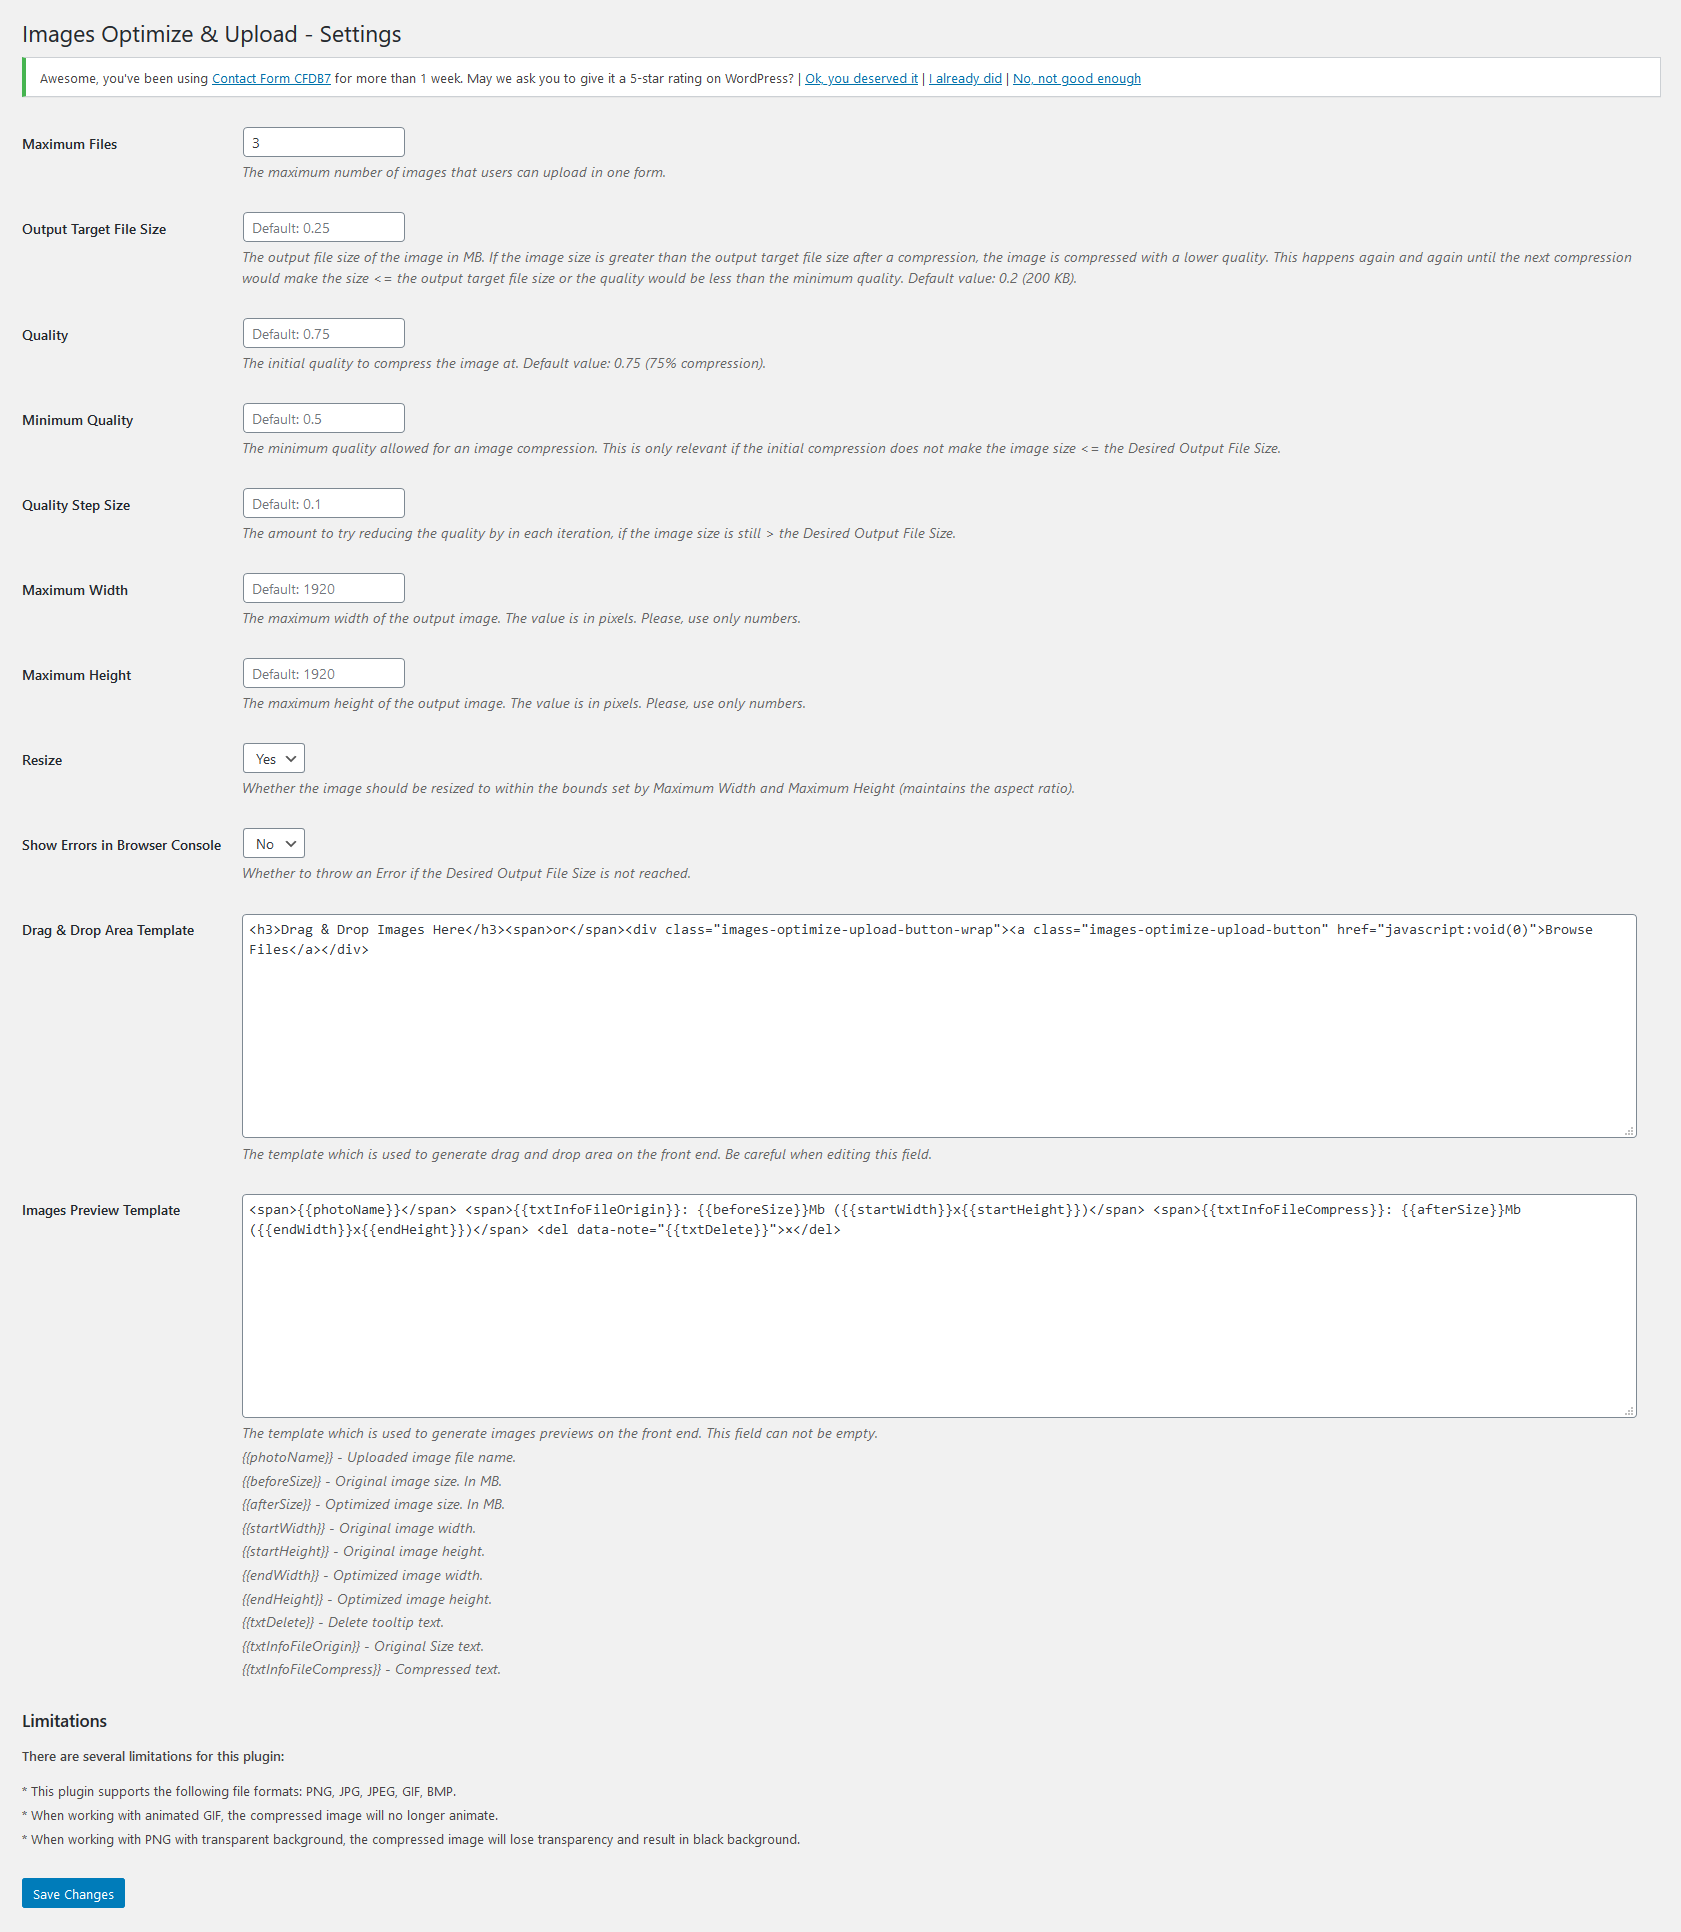 Images Optimize & Upload - Settings
Awesome, you've been using Contact Form CFDB7 for more than 1 week. May we ask you to give it a 5-star rating on WordPress? | Ok, you deserved it | I already did | No, not good enough
Maximum Files
3
The maximum number of images that users can upload in one form.
Output Target File Size
Default: 0.25
The output file size of the image in MB. If the image size is greater than the output target file size after a compression, the image is compressed with a lower quality. This happens again and again until the next compression
would make the size <= the output target file size or the quality would be less than the minimum quality. Default value: 0.2 (200 KB).
Quality
Default: 0.75
The initial quality to compress the image at. Default value: 0.75 (75% compression).
Minimum Quality
Default: 0.5
The minimum quality allowed for an image compression. This is only relevant if the initial compression does not make the image size <= the Desired Output File Size.
Quality Step Size
Default: 0.1
The amount to try reducing the quality by in each iteration, if the image size is still > the Desired Output File Size.
Maximum Width
Default: 1920
The maximum width of the output image. The value is in pixels. Please, use only numbers.
Maximum Height
Default: 1920
The maximum height of the output image. The value is in pixels. Please, use only numbers.
Resize
Yes
Whether the image should be resized to within the bounds set by Maximum Width and Maximum Height (maintains the aspect ratio).
Show Errors in Browser Console
No
Whether to throw an Error if the Desired Output File Size is not reached.
Drag & Drop Area Template
<h3>Drag & Drop Images Here</h3><span>or</span><div class="images-optimize-upload-button-wrap"><a class="images-optimize-upload-button" href="javascript:void(0)">Browse
Files</a></div>
The template which is used to generate drag and drop area on the front end. Be careful when editing this field.
Images Preview Template
<span>{{photoName}}</span> <span>{{txtInfoFileOrigin}}: {{beforeSize}}Mb ({{startWidth}}x{{startHeight}})</span> <span>{{txtInfoFileCompress}}: {{afterSize}}Mb
({{endWidth}}x{{endHeight}})</span> <del data-note="{{txtDelete}}">×</del>
The template which is used to generate images previews on the front end. This field can not be empty.
{{photoName}} - Uploaded image file name.
{{beforeSize}} - Original image size. In MB.
{{afterSize}} - Optimized image size. In MB.
{{startWidth}} - Original image width.
{{startHeight}} - Original image height.
{{endWidth}} - Optimized image width.
{{endHeight}} - Optimized image height.
{{txtDelete}} - Delete tooltip text.
{{txtInfoFileOrigin}} - Original Size text.
{{txtInfoFileCompress}} - Compressed text.
Limitations
There are several limitations for this plugin:
* This plugin supports the following file formats: PNG, JPG, JPEG, GIF, BMP.
* When working with animated GIF, the compressed image will no longer animate.
* When working with PNG with transparent background, the compressed image will lose transparency and result in black background.
Save Changes